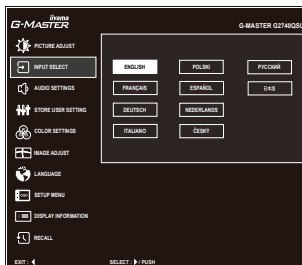 iiyama
G-MASTER
G-MASTER G2740QSU
PICTURE ADJUST
INPUT SELECT
AUDIO SETTINGS
STORE USER SETTING
COLOR SETTINGS
IMAGE ADJUST
LANGUAGE
OSD SETUP MENU
DISPLAY INFORMATION
RECALL
ENGLISH POLSKI РУССКИЙ
FRANÇAIS ESPAÑOL 日本語
DEUTSCH NEDERLANDS
ITALIANO ČESKÝ
EXIT : ◀ SELECT : ▶ / PUSH